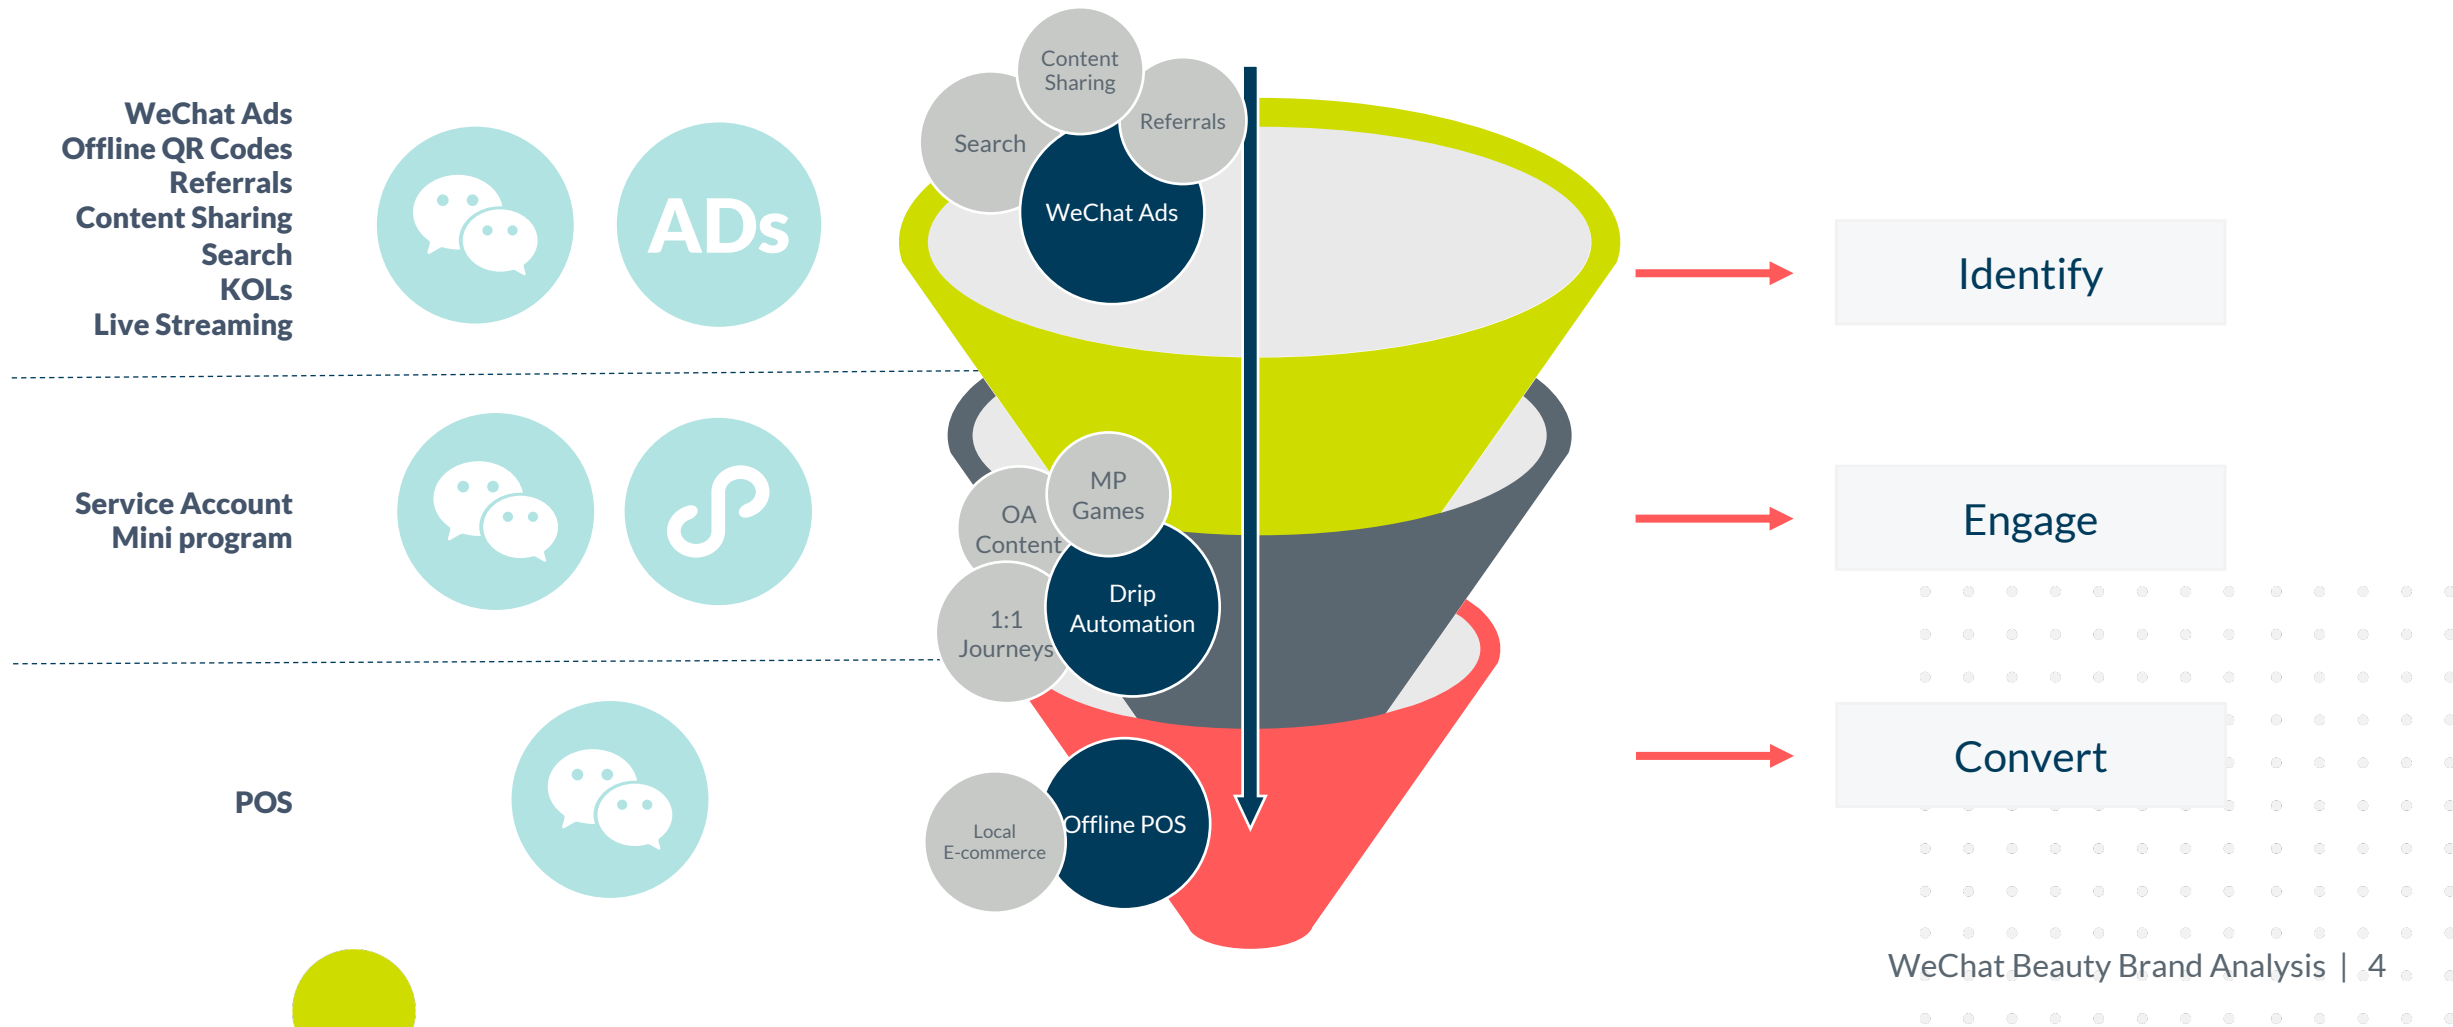 WeChat Ads
Offline QR Codes
Referrals
Content Sharing
Search
KOLs
Live Streaming
ADs
Content
Sharing
Search
Referrals
WeChat Ads
Identify
Service Account
Mini program
MP
Games
OA
Content
Drip
Automation
1:1
Journeys
Engage
POS
Offline POS
Local
E-commerce
Convert
WeChat Beauty Brand Analysis | 4